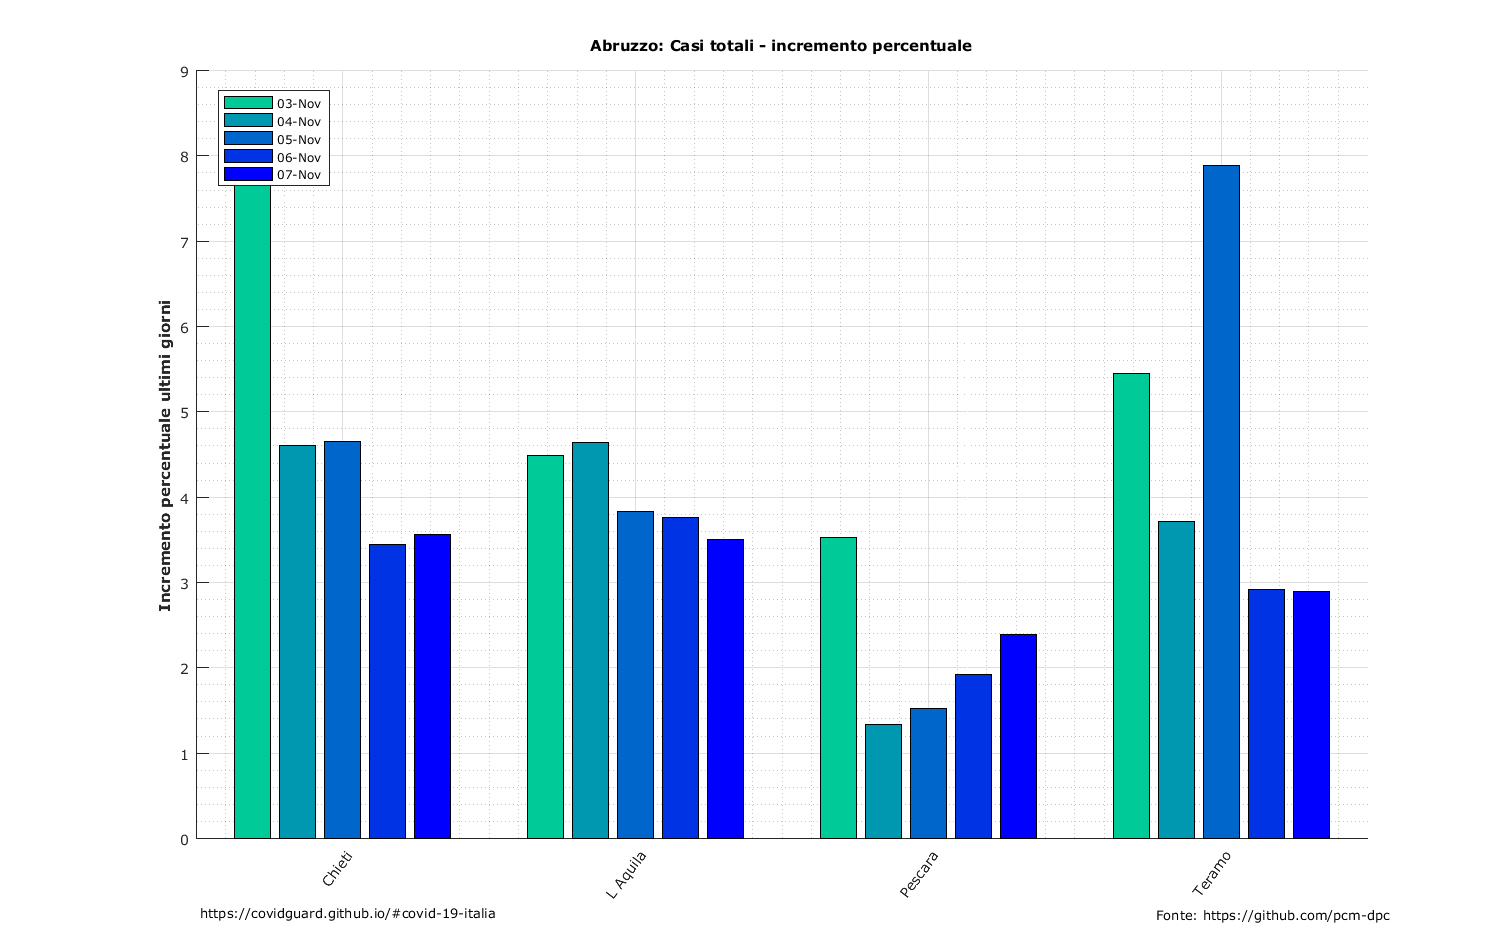 Abruzzo: Casi totali - incremento percentuale
9
8
7
6
5
4
3
2
1
0
Incremento percentuale ultimi giorni
03-Nov
04-Nov
05-Nov
06-Nov
07-Nov
Chieti
L Aquila
Pescara
Teramo
https://covidguard.github.io/#covid-19-italia
Fonte: https://github.com/pcm-dpc